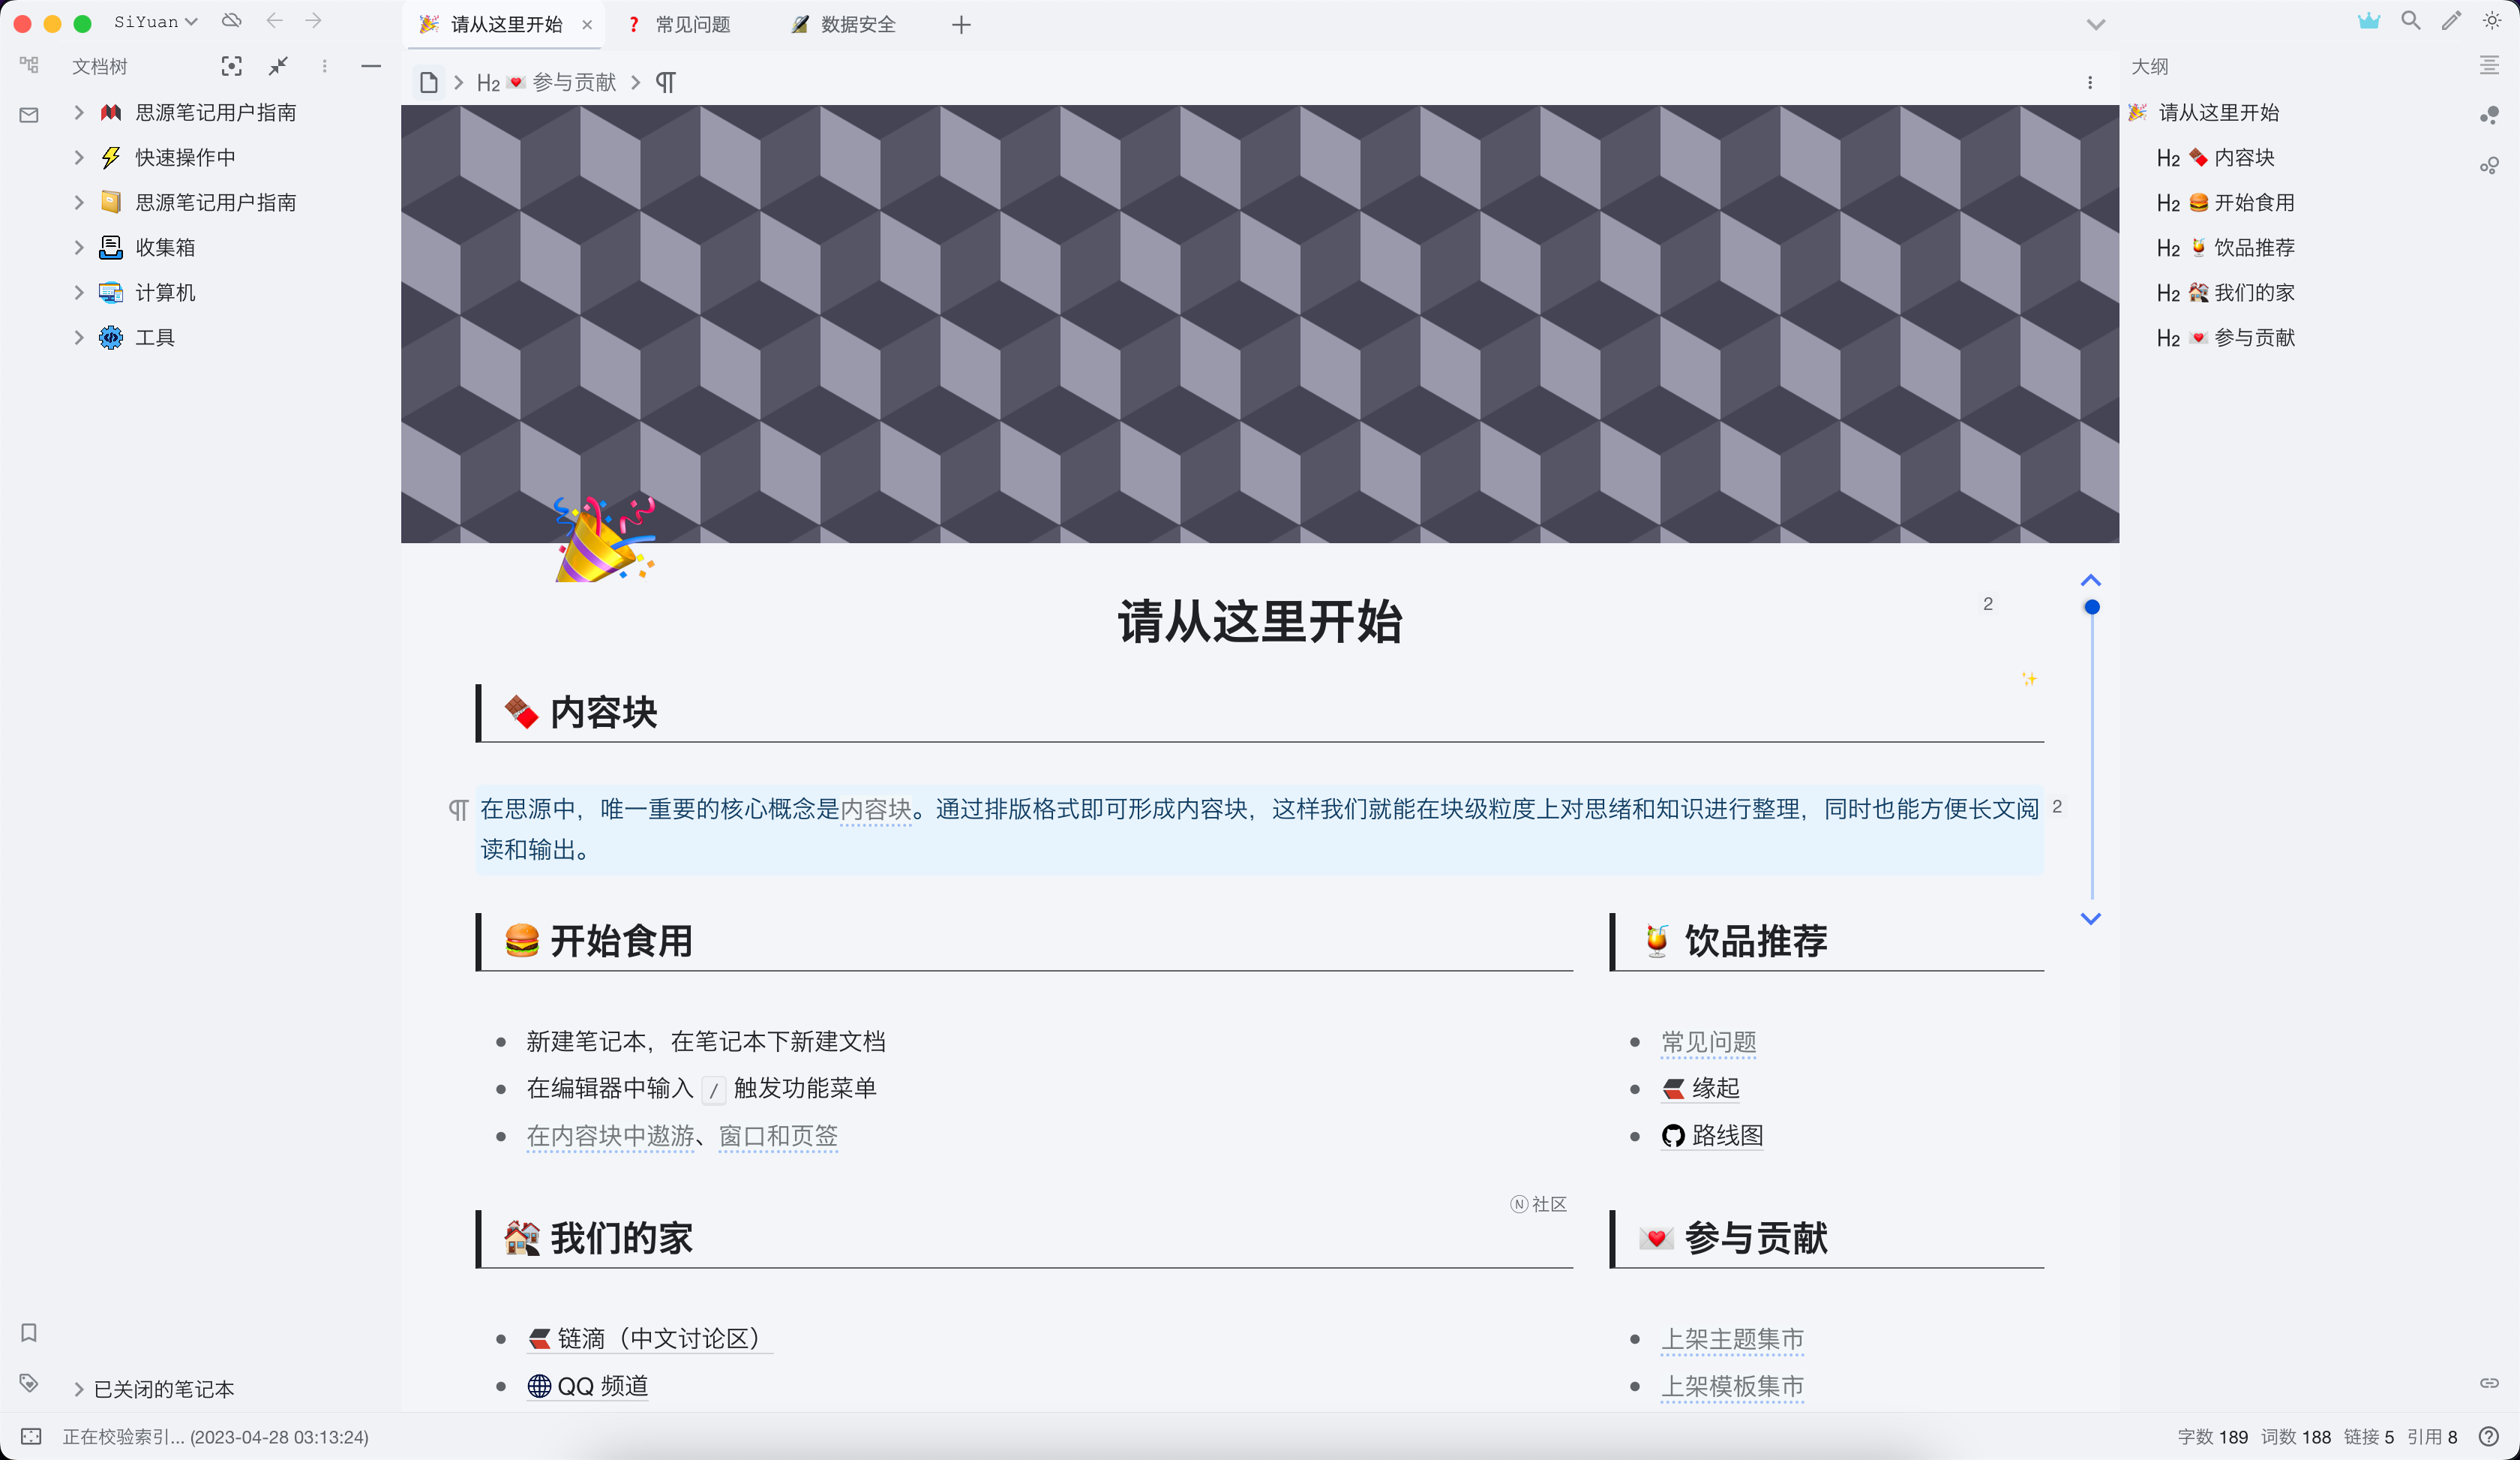 SiYuan
请从这里开始
常见问题
数据安全
文档树
H2 参与贡献
大纲
思源笔记用户指南
快速操作中
思源笔记用户指南
收集箱
计算机
工具
已关闭的笔记本
请从这里开始
2
内容块
在思源中，唯一重要的核心概念是内容块。通过排版格式即可形成内容块，这样我们就能在块级粒度上对思绪和知识进行整理，同时也能方便长文阅
读和输出。
2
开始食用
新建笔记本，在笔记本下新建文档
在编辑器中输入 / 触发功能菜单
在内容块中遨游、窗口和页签
饮品推荐
常见问题
缘起
路线图
N 社区
我们的家
链滴（中文讨论区）
QQ 频道
参与贡献
上架主题集市
上架模板集市
请从这里开始
H2 内容块
H2 开始食用
H2 饮品推荐
H2 我们的家
H2 参与贡献
正在校验索引... (2023-04-28 03:13:24)
字数 189 词数 188 链接 5 引用 8